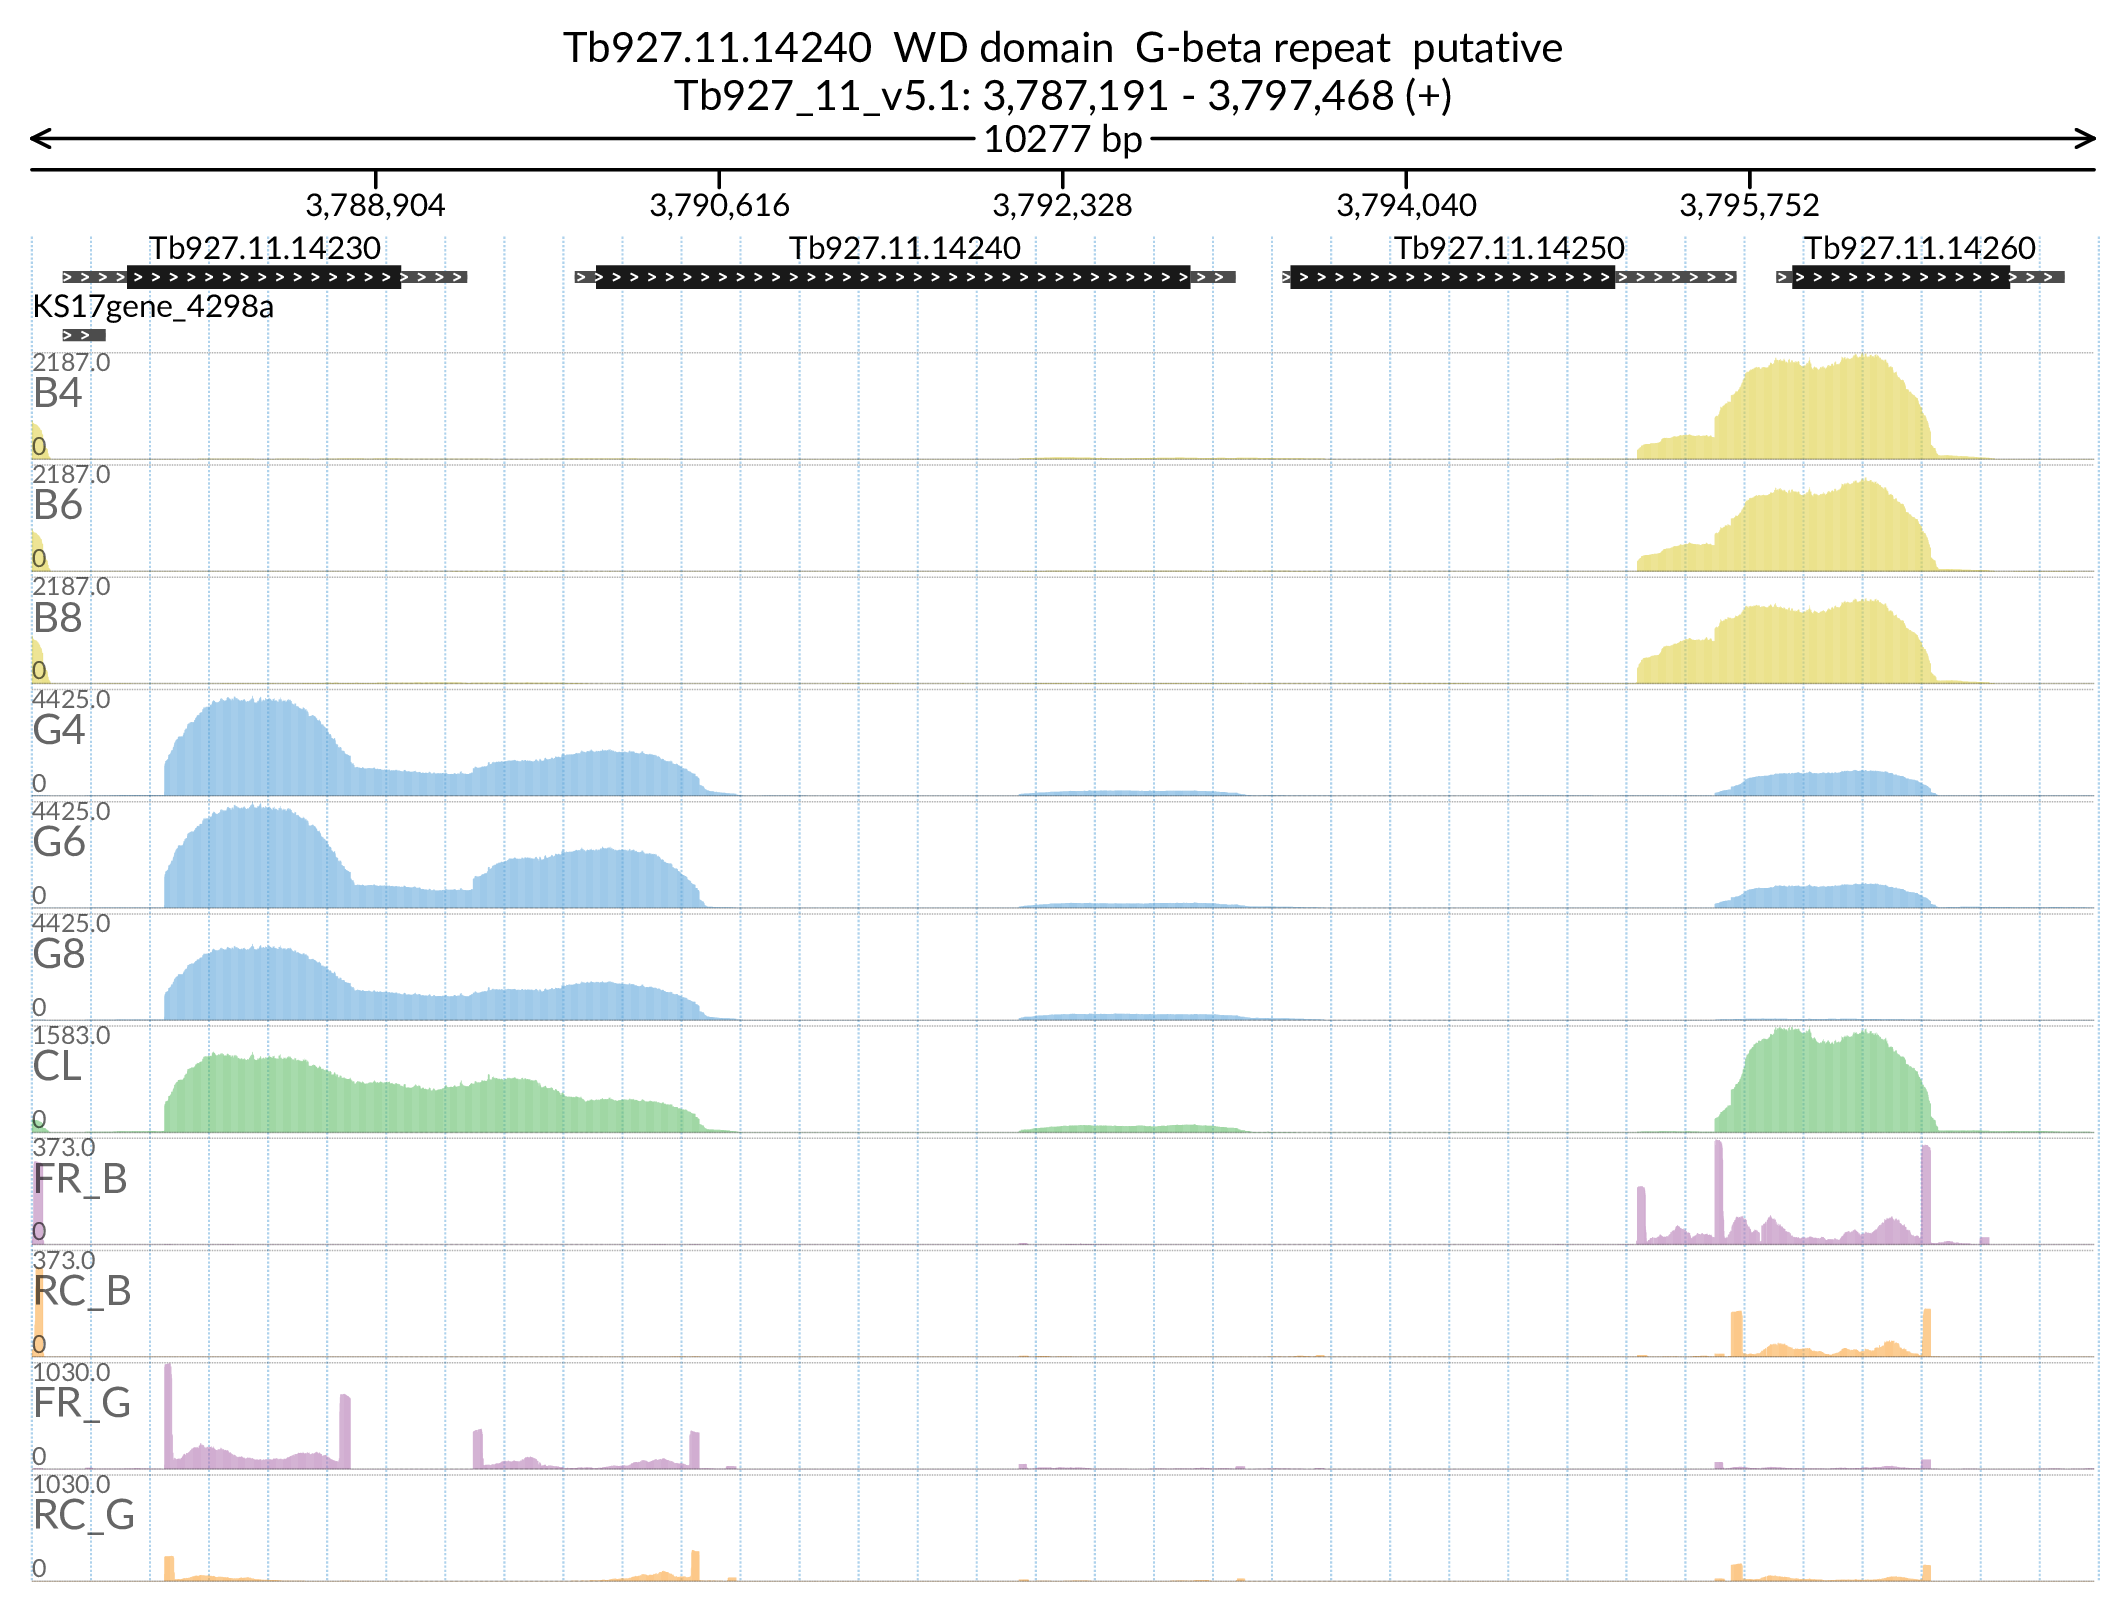 Tb927.11.14240  WD domain  G-beta repeat  putative
Tb927_11_v5.1: 3,787,191 - 3,797,468 (+)
10277 bp
3,788,904 3,790,616 3,792,328 3,794,040 3,795,752
Tb927.11.14230 Tb927.11.14240 Tb927.11.14250 Tb927.11.14260
KS17gene_4298a
2187.0
B4
0
2187.0
B6
0
2187.0
B8
0
4425.0
G4
0
4425.0
G6
0
4425.0
G8
0
1583.0
CL
0
373.0
FR_B
0
373.0
RC_B
0
1030.0
FR_G
0
1030.0
RC_G
0